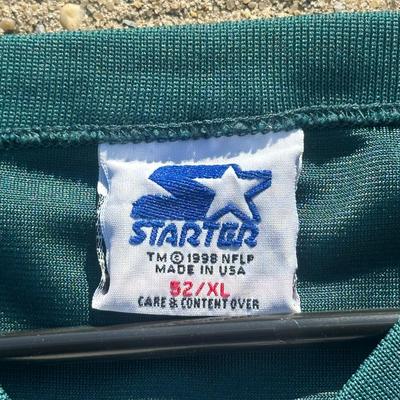 STARTER
TM © 1998 NFLP
MADE IN USA
52/XL
CARE & CONTENT OVER